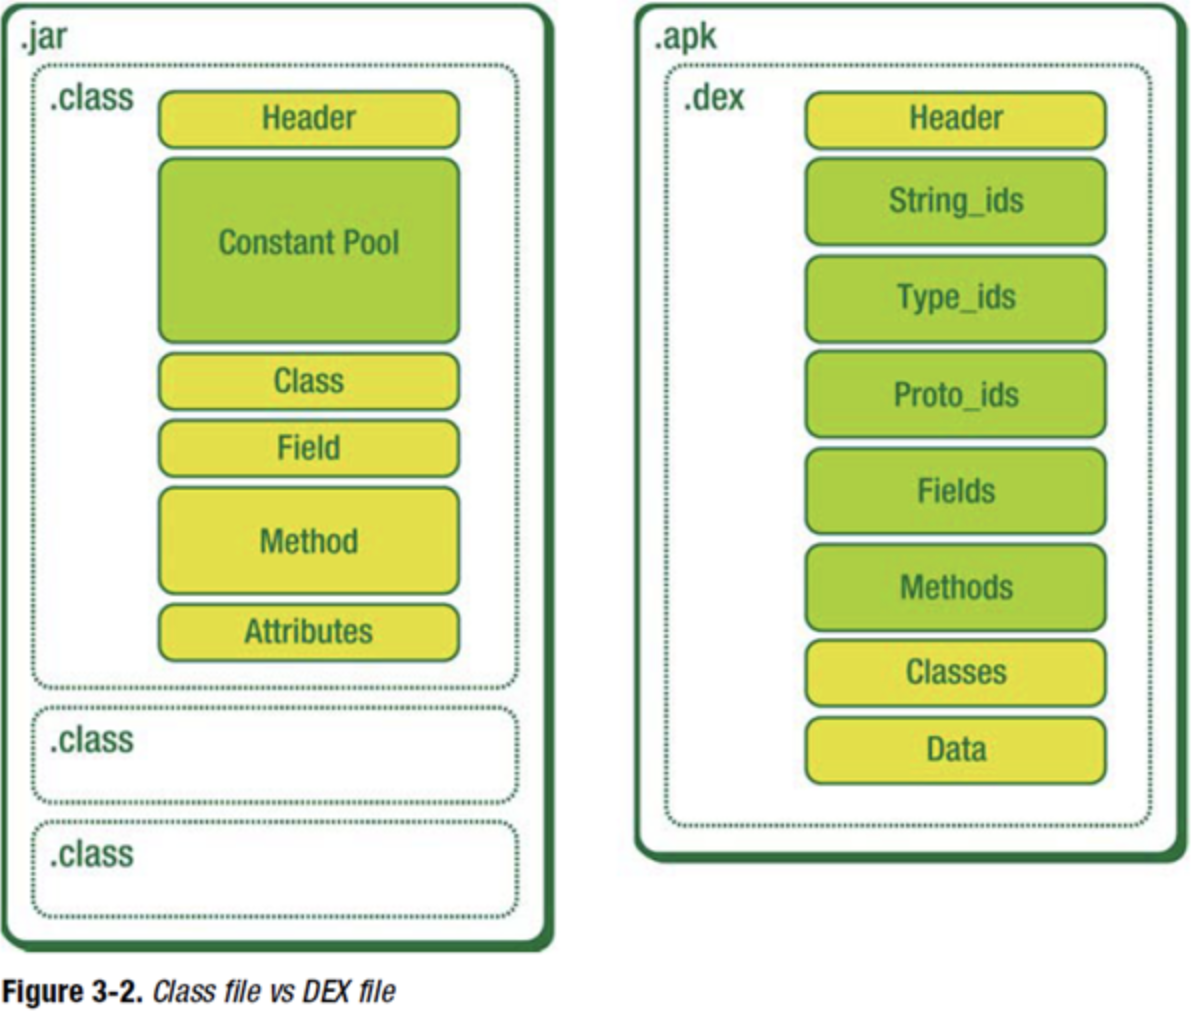 .jar
.class
Header
Constant Pool
Class
Field
Method
Attributes
.class
.class
.apk
.dex
Header
String_ids
Type_ids
Proto_ids
Fields
Methods
Classes
Data
Figure 3-2. Class file vs DEX file